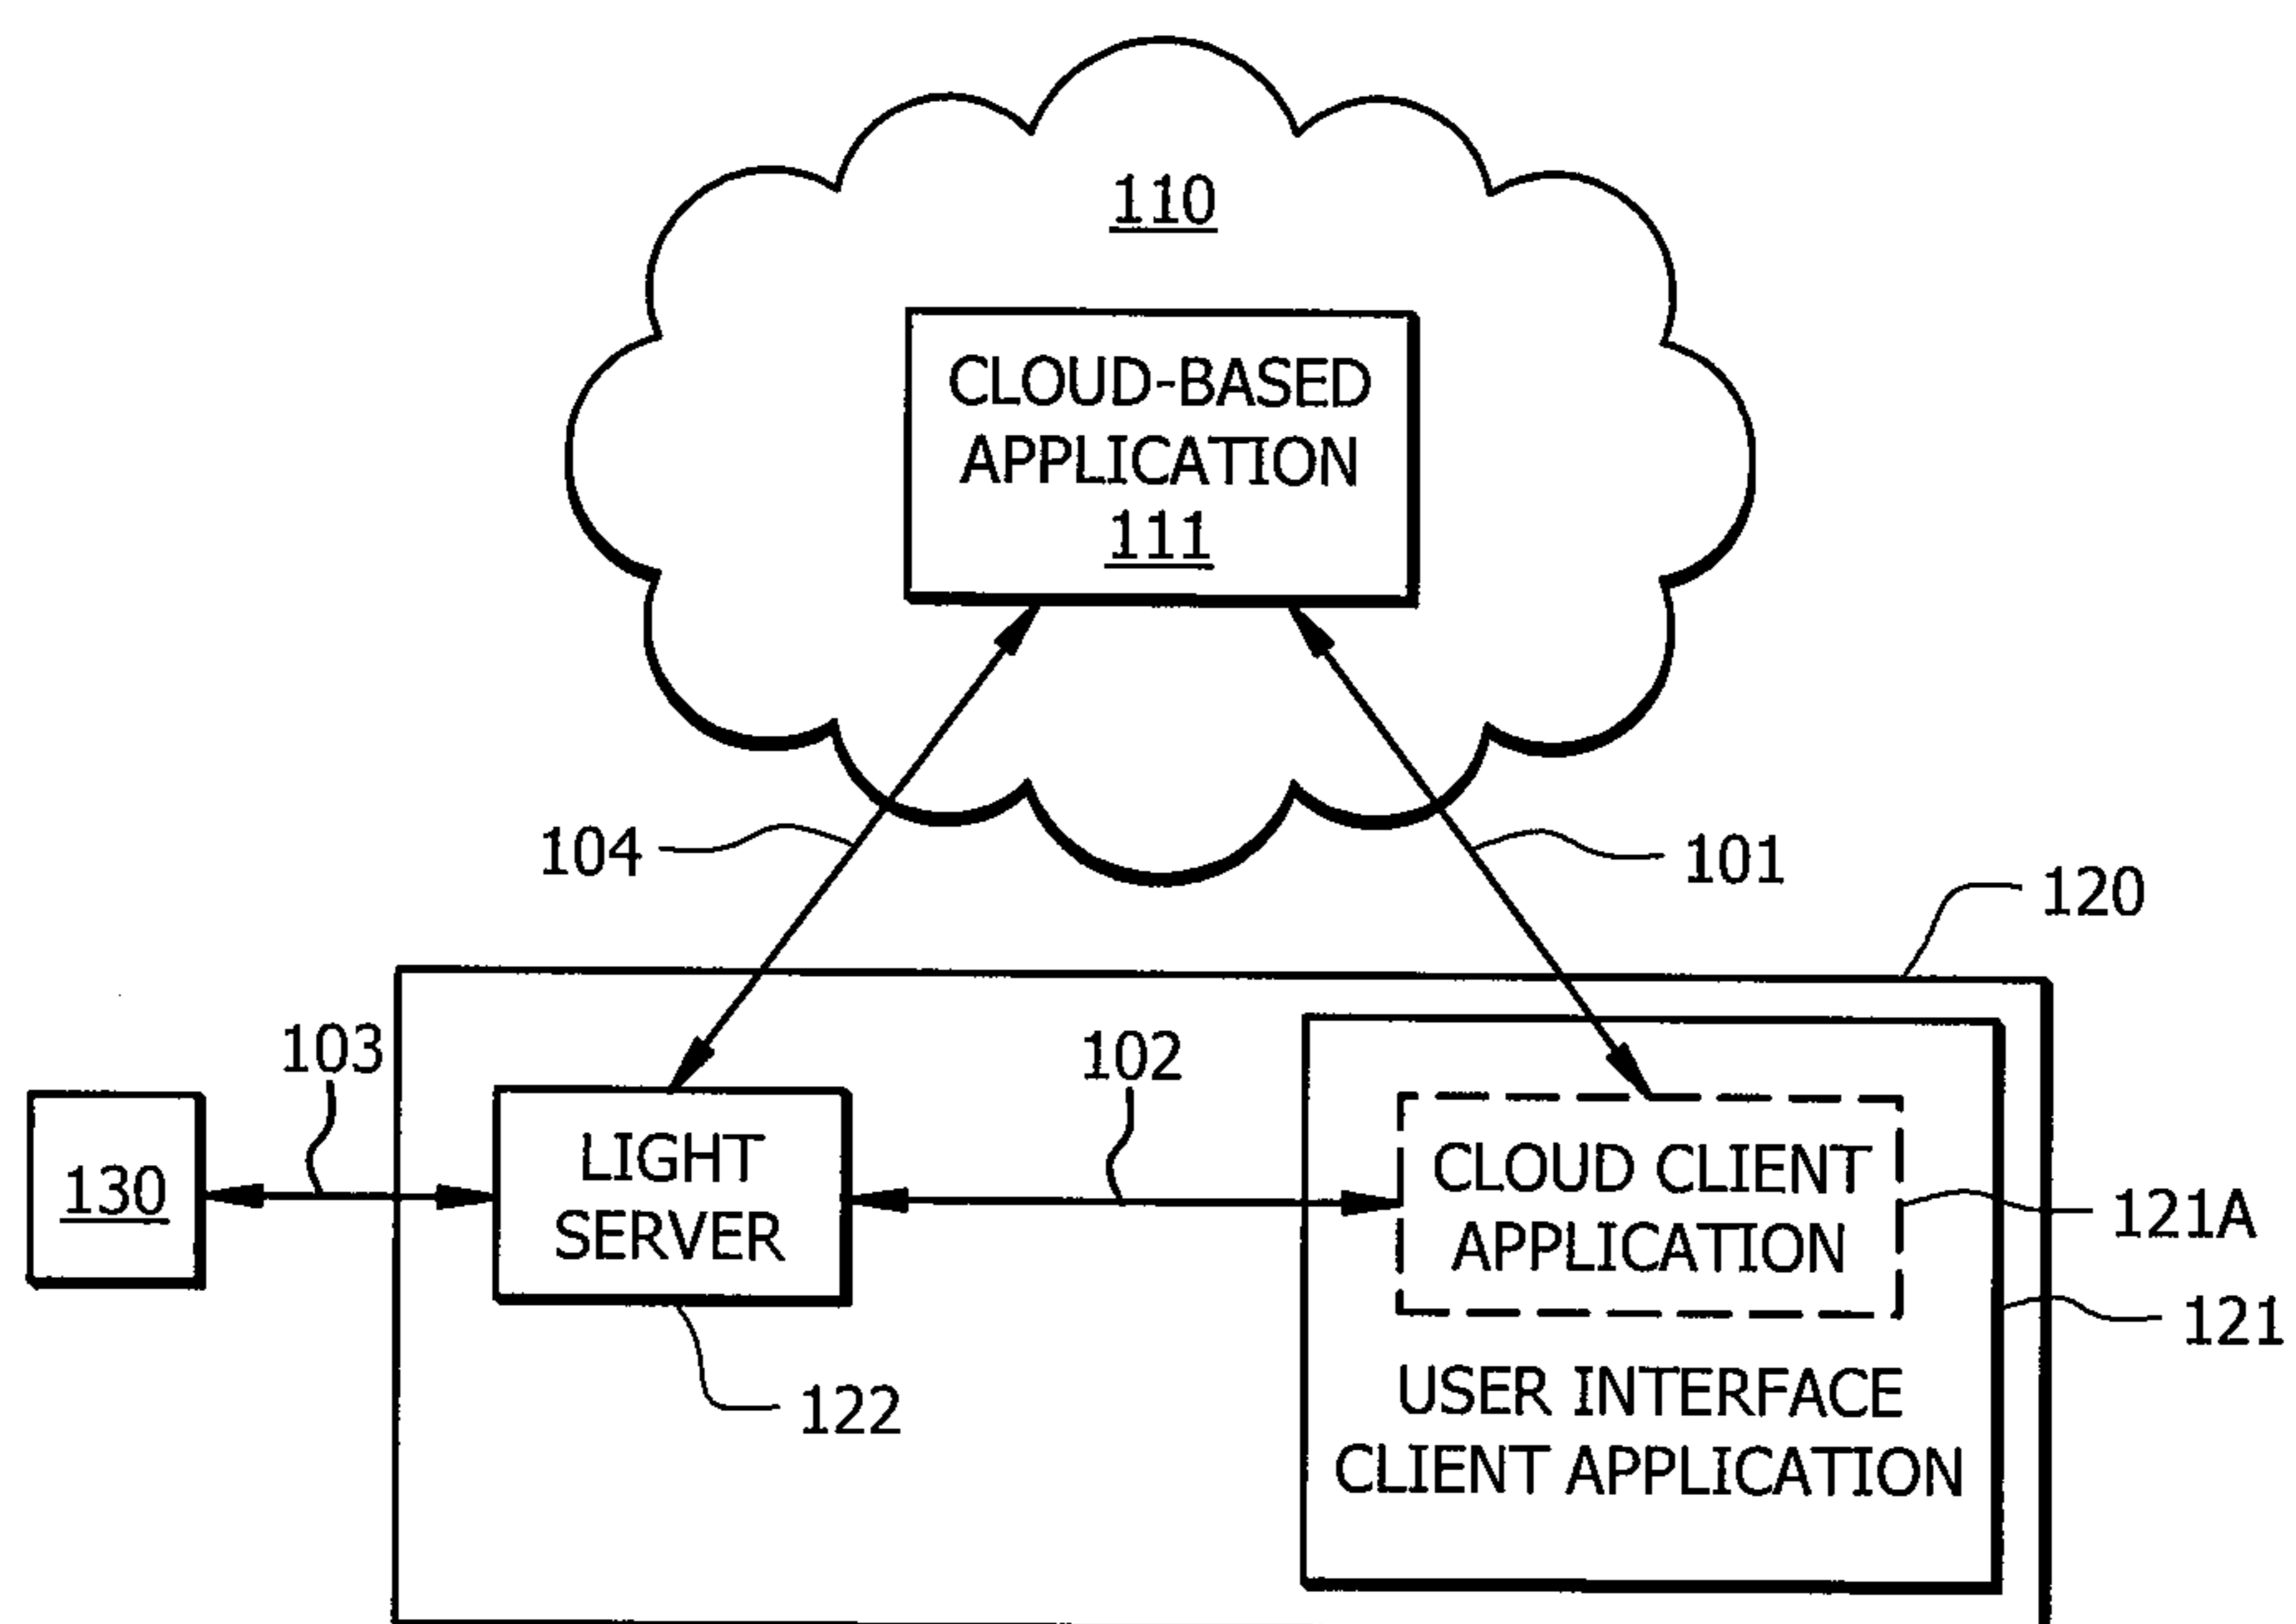 110
CLOUD-BASED
APPLICATION
111
104
101
120
103
102
130
LIGHT
SERVER
CLOUD CLIENT
APPLICATION
121A
121
122
USER INTERFACE
CLIENT APPLICATION